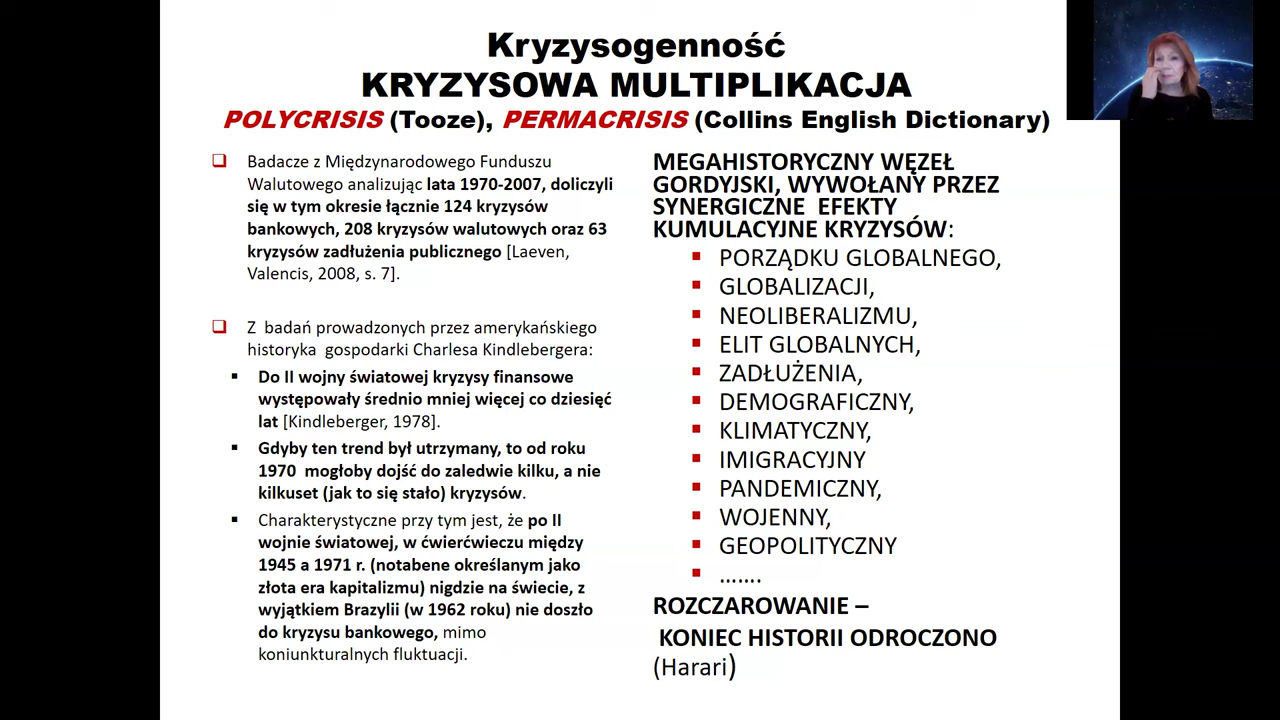 Kryzysogenność
KRYZYSOWA MULTIPLIKACJA
POLYCRISIS (Tooze), PERMACRISIS (Collins English Dictionary)
Badacze z Międzynarodowego Funduszu
Walutowego analizując lata 1970-2007, doliczyli
się w tym okresie łącznie 124 kryzysów
bankowych, 208 kryzysów walutowych oraz 63
kryzysów zadłużenia publicznego [Laeven,
Valencis, 2008, s. 7].
Z badań prowadzonych przez amerykańskiego
historyka gospodarki Charlesa Kindlebergera:
Do II wojny światowej kryzysy finansowe
występowały średnio mniej więcej co dziesięć
lat [Kindleberger, 1978].
Gdyby ten trend był utrzymany, to od roku
1970 mogłoby dojść do zaledwie kilku, a nie
kilkuset (jak to się stało) kryzysów.
Charakterystyczne przy tym jest, że po II
wojnie światowej, w ćwierćwieczu między
1945 a 1971 r. (notabene określanym jako
złota era kapitalizmu) nigdzie na świecie, z
wyjątkiem Brazylii (w 1962 roku) nie doszło
do kryzysu bankowego, mimo
koniunkturalnych fluktuacji.
MEGAHISTORYCZNY WĘZEŁ
GORDYJSKI, WYWOŁANY PRZEZ
SYNERGICZNE EFEKTY
KUMULACYJNE KRYZYSÓW:
PORZĄDKU GLOBALNEGO,
GLOBALIZACJI,
NEOLIBERALIZMU,
ELIT GLOBALNYCH,
ZADŁUŻENIA,
DEMOGRAFICZNY,
KLIMATYCZNY,
IMIGRACYJNY
PANDEMICZNY,
WOJENNY,
GEOPOLITYCZNY
…….
ROZCZAROWANIE –
KONIEC HISTORII ODROCZONO
(Harari)